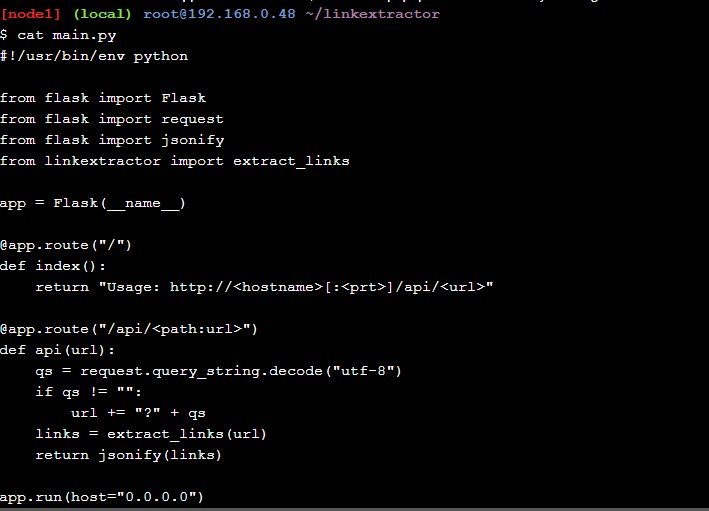 [node1] (local) root@192.168.0.48 ~/linkextractor
$ cat main.py
#!/usr/bin/env python

from flask import Flask
from flask import request
from flask import jsonify
from linkextractor import extract_links

app = Flask(__name__)

@app.route("/")
def index():
    return "Usage: http://<hostname>[:<prt>]/api/<url>"

@app.route("/api/<path:url>")
def api(url):
    qs = request.query_string.decode("utf-8")
    if qs != "":
        url += "?" + qs
    links = extract_links(url)
    return jsonify(links)

app.run(host="0.0.0.0")